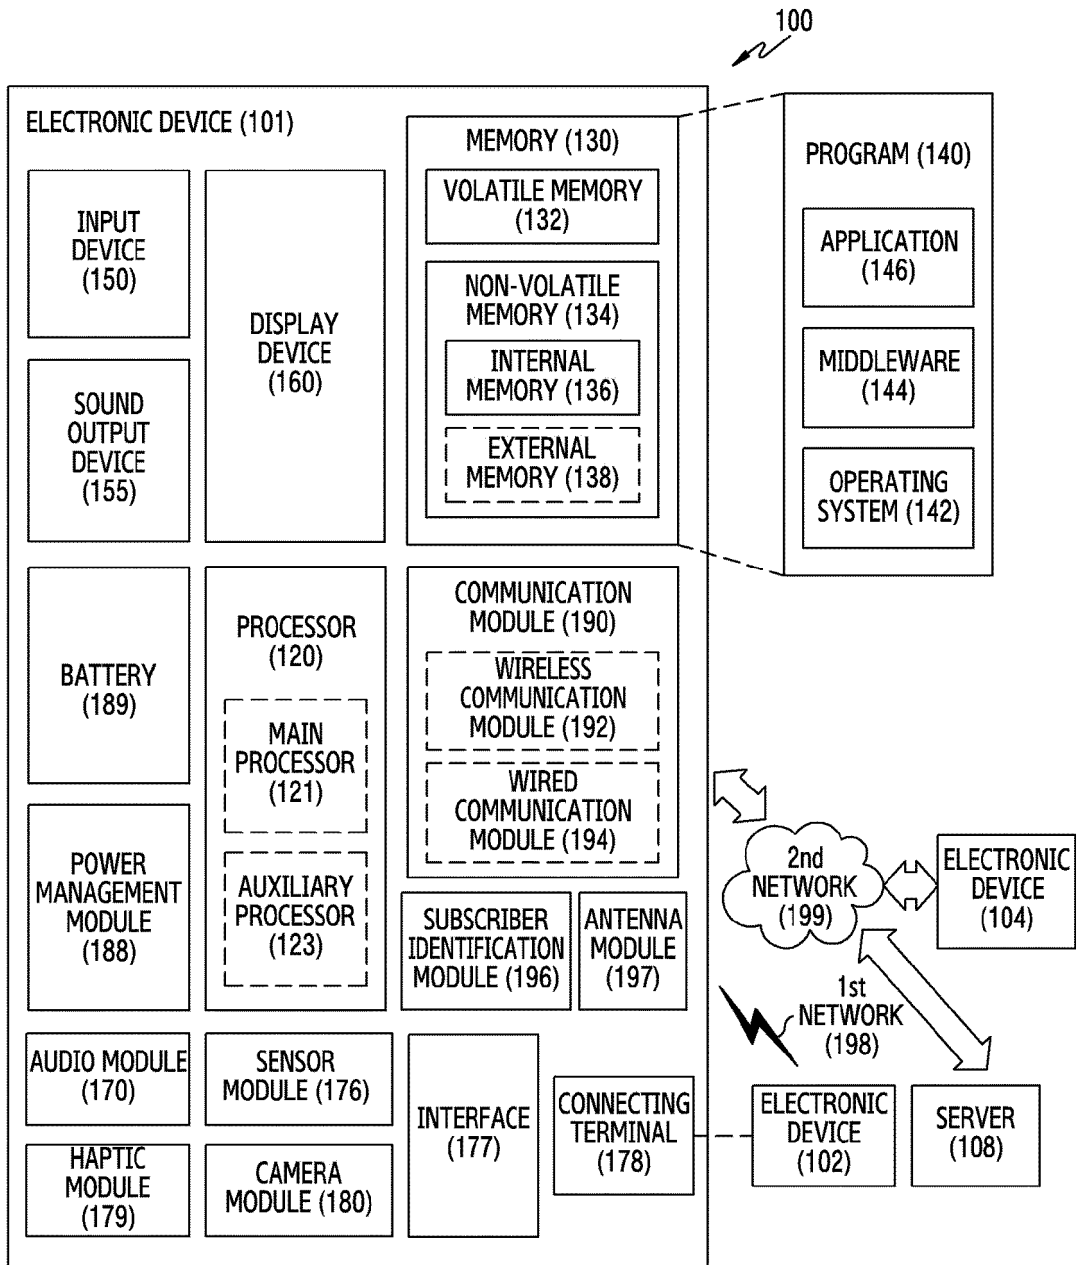 100
ELECTRONIC DEVICE (101)
INPUT
DEVICE
(150)
SOUND
OUTPUT
DEVICE
(155)
DISPLAY
DEVICE
(160)
MEMORY (130)
VOLATILE MEMORY
(132)
NON-VOLATILE
MEMORY (134)
INTERNAL
MEMORY (136)
EXTERNAL
MEMORY (138)
PROGRAM (140)
APPLICATION
(146)
MIDDLEWARE
(144)
OPERATING
SYSTEM (142)
BATTERY
(189)
POWER
MANAGEMENT
MODULE
(188)
PROCESSOR
(120)
MAIN
PROCESSOR
(121)
AUXILIARY
PROCESSOR
(123)
COMMUNICATION
MODULE (190)
WIRELESS
COMMUNICATION
MODULE (192)
WIRED
COMMUNICATION
MODULE (194)
SUBSCRIBER
IDENTIFICATION
MODULE (196)
ANTENNA
MODULE
(197)
2nd
NETWORK
(199)
ELECTRONIC
DEVICE
(104)
1st
NETWORK
(198)
AUDIO MODULE
(170)
SENSOR
MODULE (176)
HAPTIC
MODULE
(179)
CAMERA
MODULE (180)
INTERFACE
(177)
CONNECTING
TERMINAL
(178)
ELECTRONIC
DEVICE
(102)
SERVER
(108)